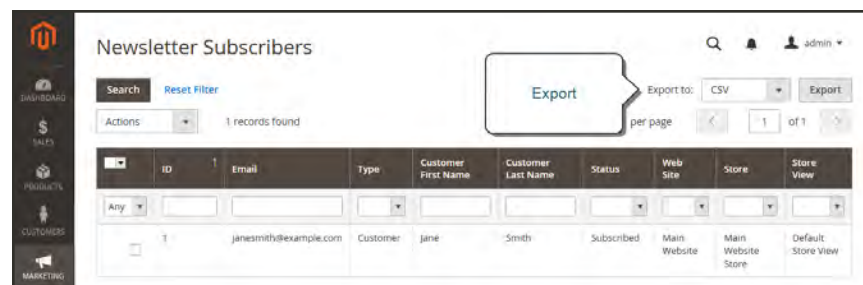 Newsletter Subscribers
admin
Search Reset Filter Export Export to: CSV Export
Actions 1 records found per page 1 of 1
DASHBOARD
SALES
PRODUCTS
CUSTOMERS
MARKETING
ID 1 Email Type Customer First Name Customer Last Name Status Web Site Store Store View
Any
1 janesmith@example.com Customer Jane Smith Subscribed Main Website Main Website Store Default Store View